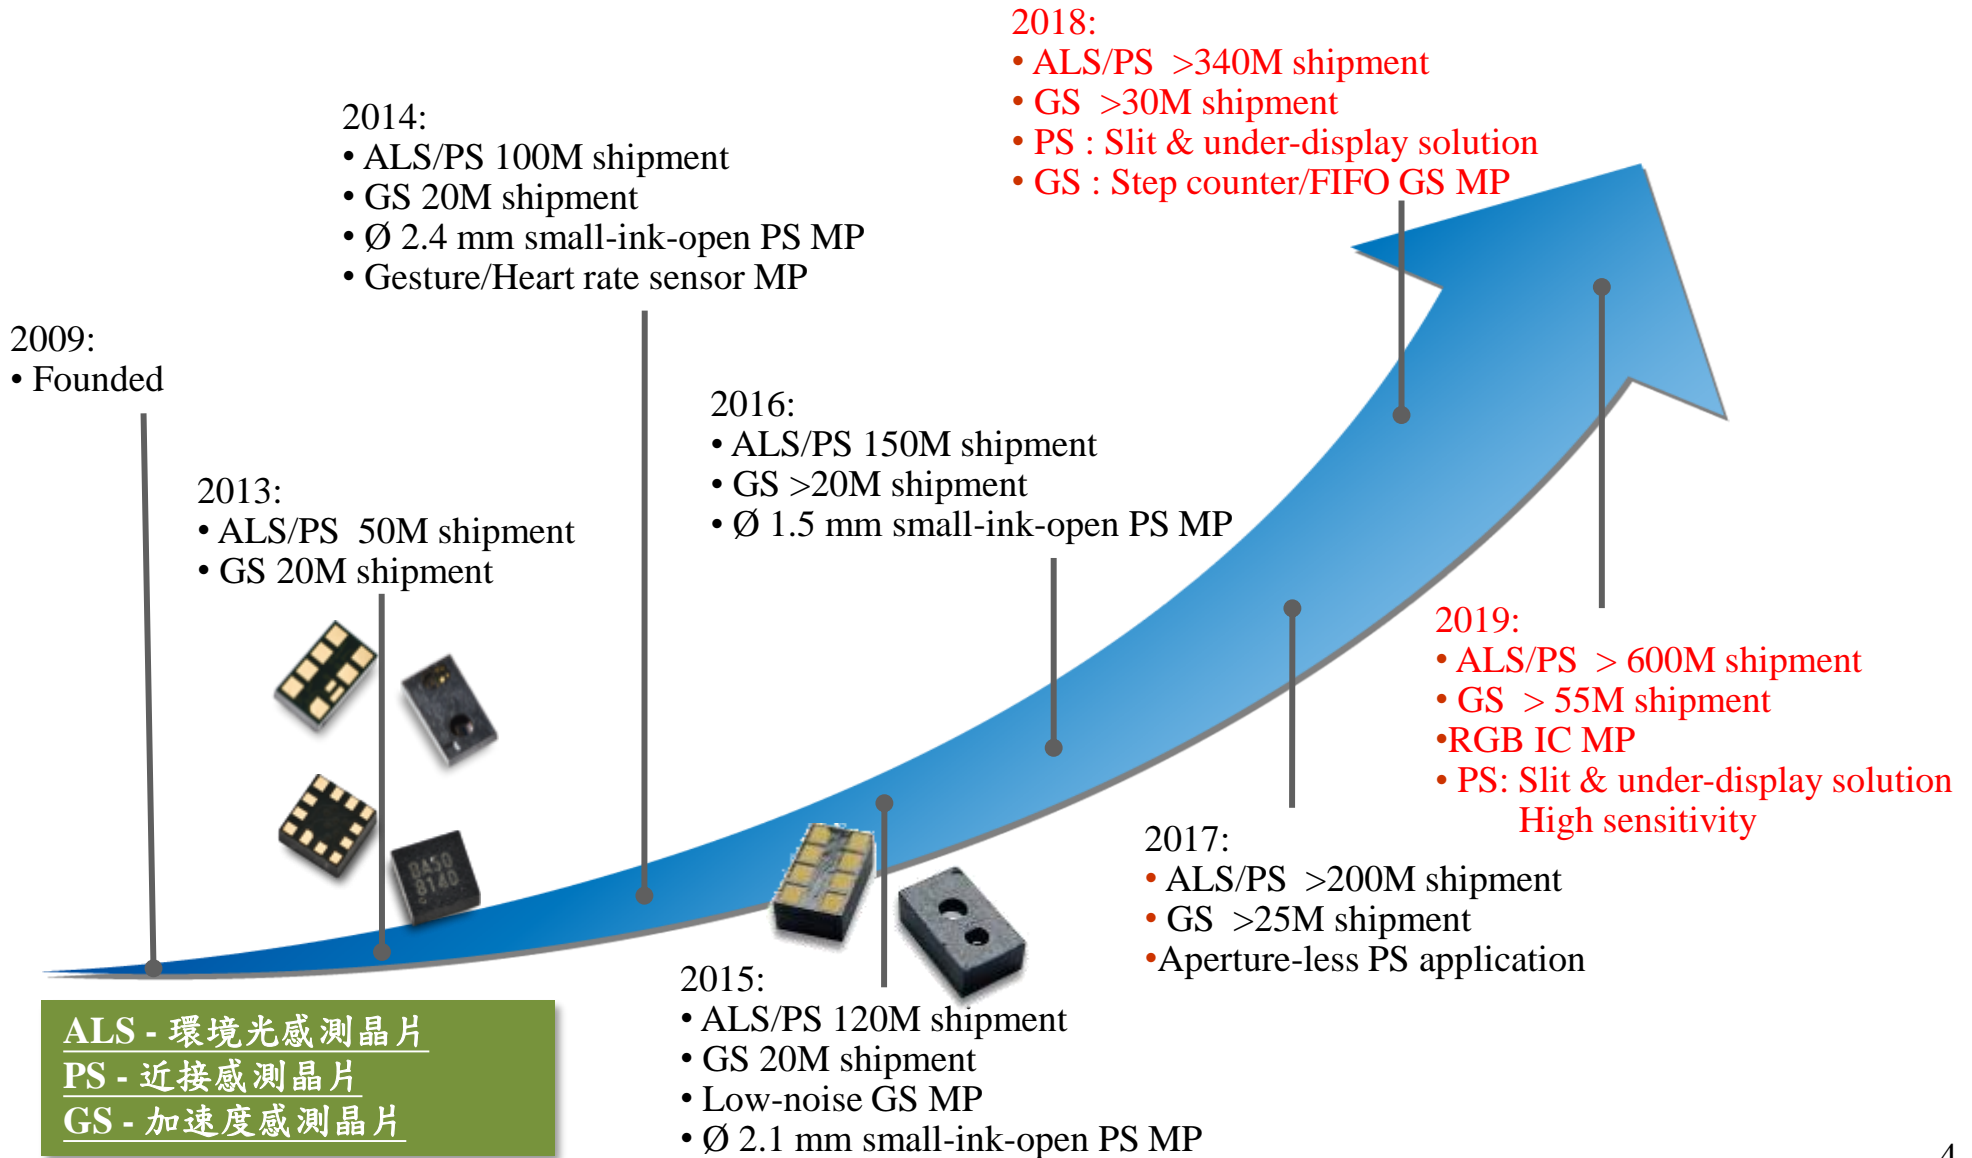 2009:
• Founded
2013:
• ALS/PS 50M shipment
• GS 20M shipment
2014:
• ALS/PS 100M shipment
• GS 20M shipment
• Ø 2.4 mm small-ink-open PS MP
• Gesture/Heart rate sensor MP
2015:
• ALS/PS 120M shipment
• GS 20M shipment
• Low-noise GS MP
• Ø 2.1 mm small-ink-open PS MP
2016:
• ALS/PS 150M shipment
• GS >20M shipment
• Ø 1.5 mm small-ink-open PS MP
2017:
• ALS/PS >200M shipment
• GS >25M shipment
•Aperture-less PS application
2018:
• ALS/PS >340M shipment
• GS >30M shipment
• PS : Slit & under-display solution
• GS : Step counter/FIFO GS MP
2019:
• ALS/PS > 600M shipment
• GS > 55M shipment
•RGB IC MP
• PS: Slit & under-display solution
High sensitivity
DA50
8140
ALS - 環境光感測晶片
PS - 近接感測晶片
GS - 加速度感測晶片
4